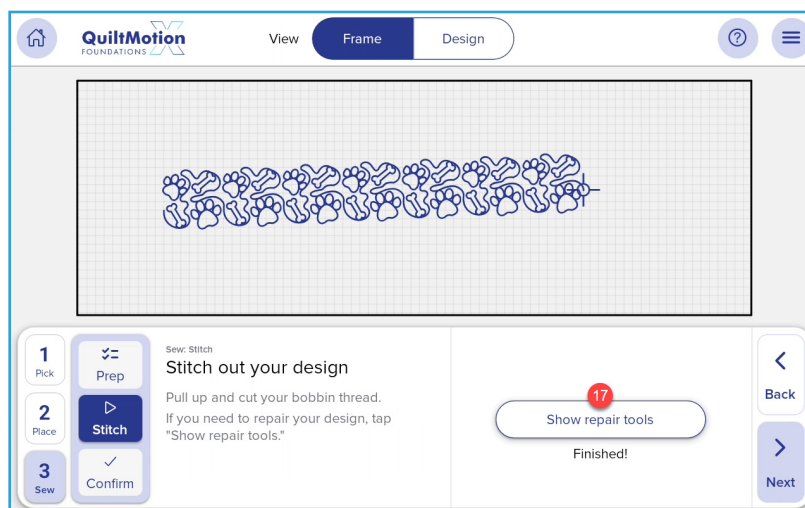 QuiltMotion
FOUNDATIONS
View
Frame
Design
?
1
Pick
2
Place
3
Sew
Prep
Stitch
Confirm
Sew: Stitch
Stitch out your design
Pull up and cut your bobbin thread.
If you need to repair your design, tap
"Show repair tools."
17
Show repair tools
Finished!
Back
Next